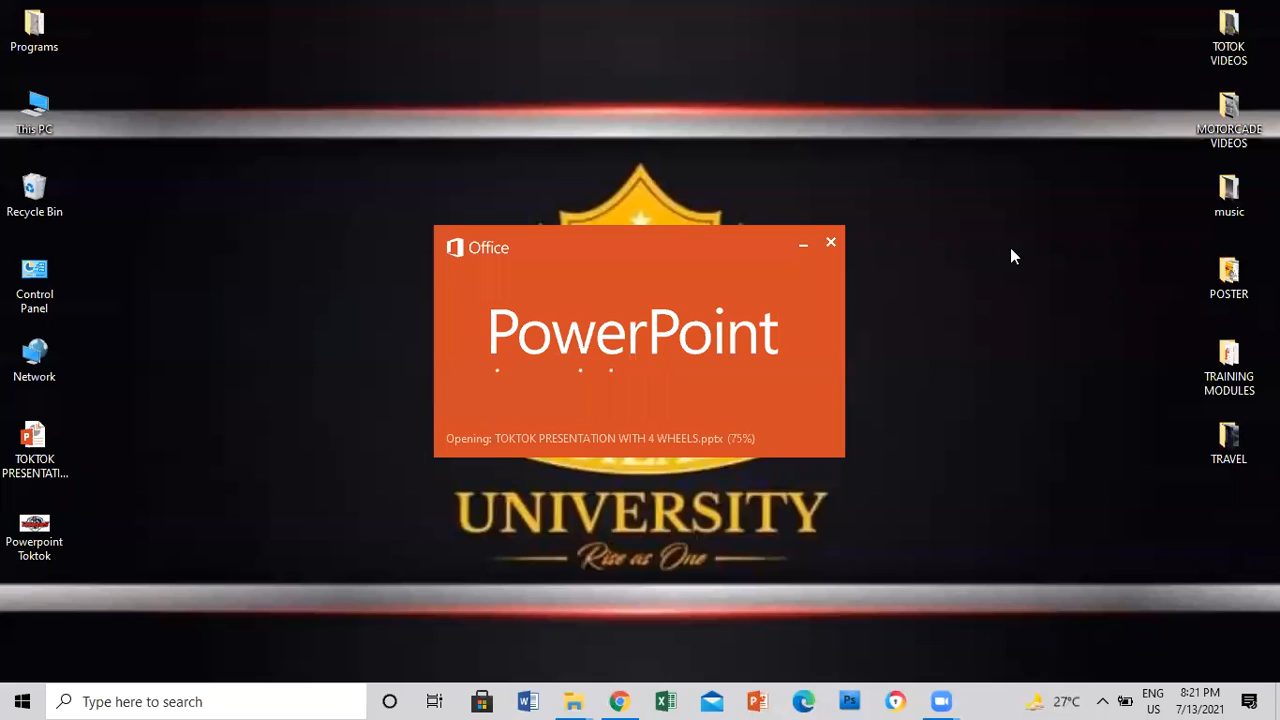 Programs
This PC
Recycle Bin
Control
Panel
Network
TOKTOK
PRESENTATI...
Powerpoint
Toktok
Office
PowerPoint
Opening: TOKTOK PRESENTATION WITH 4 WHEELS.pptx (75%)
UNIVERSITY
Rise as One
TOTOK
VIDEOS
MOTORCADE
VIDEOS
music
POSTER
TRAINING
MODULES
TRAVEL
Type here to search
Ps
27°C
ENG
US
8:21 PM
7/13/2021